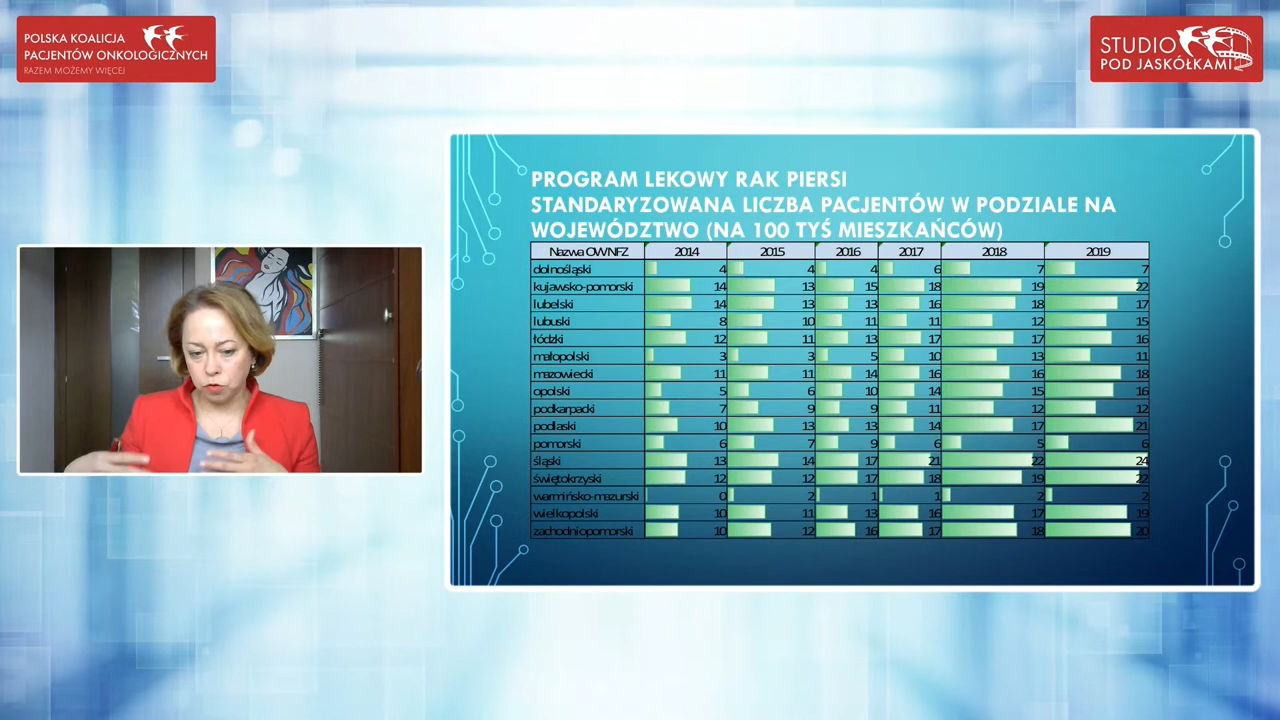 POLSKA KOALICJA
PACJENTÓW ONKOLOGICZNYCH
RAZEM MOŻEMY WIĘCEJ
STUDIO
POD JASKÓŁKAMI
PROGRAM LEKOWY RAK PIERSI
STANDARYZOWANA LICZBA PACJENTÓW W PODZIALE NA
WOJEWÓDZTWO (NA 100 TYŚ MIESZKAŃCÓW)
Nazwa OW NFZ 2014 2015 2016 2017 2018 2019
dolnośląski 4 4 4 6 7 7
kujawsko-pomorski 14 13 15 18 19 22
lubelski 14 13 13 16 18 17
lubuski 8 10 11 11 12 15
łódzki 12 11 13 17 17 16
małopolski 3 3 5 10 13 11
mazowiecki 11 11 14 16 16 18
opolski 5 6 10 14 15 16
podkarpacki 7 9 9 11 12 12
podlaski 10 13 13 14 17 21
pomorski 6 7 9 6 5 6
śląski 13 14 17 21 22 24
świętokrzyski 12 12 17 18 19 22
warmińsko-mazurski 0 2 1 1 2 2
wielkopolski 10 11 13 16 17 19
zachodniopomorski 10 12 16 17 18 20